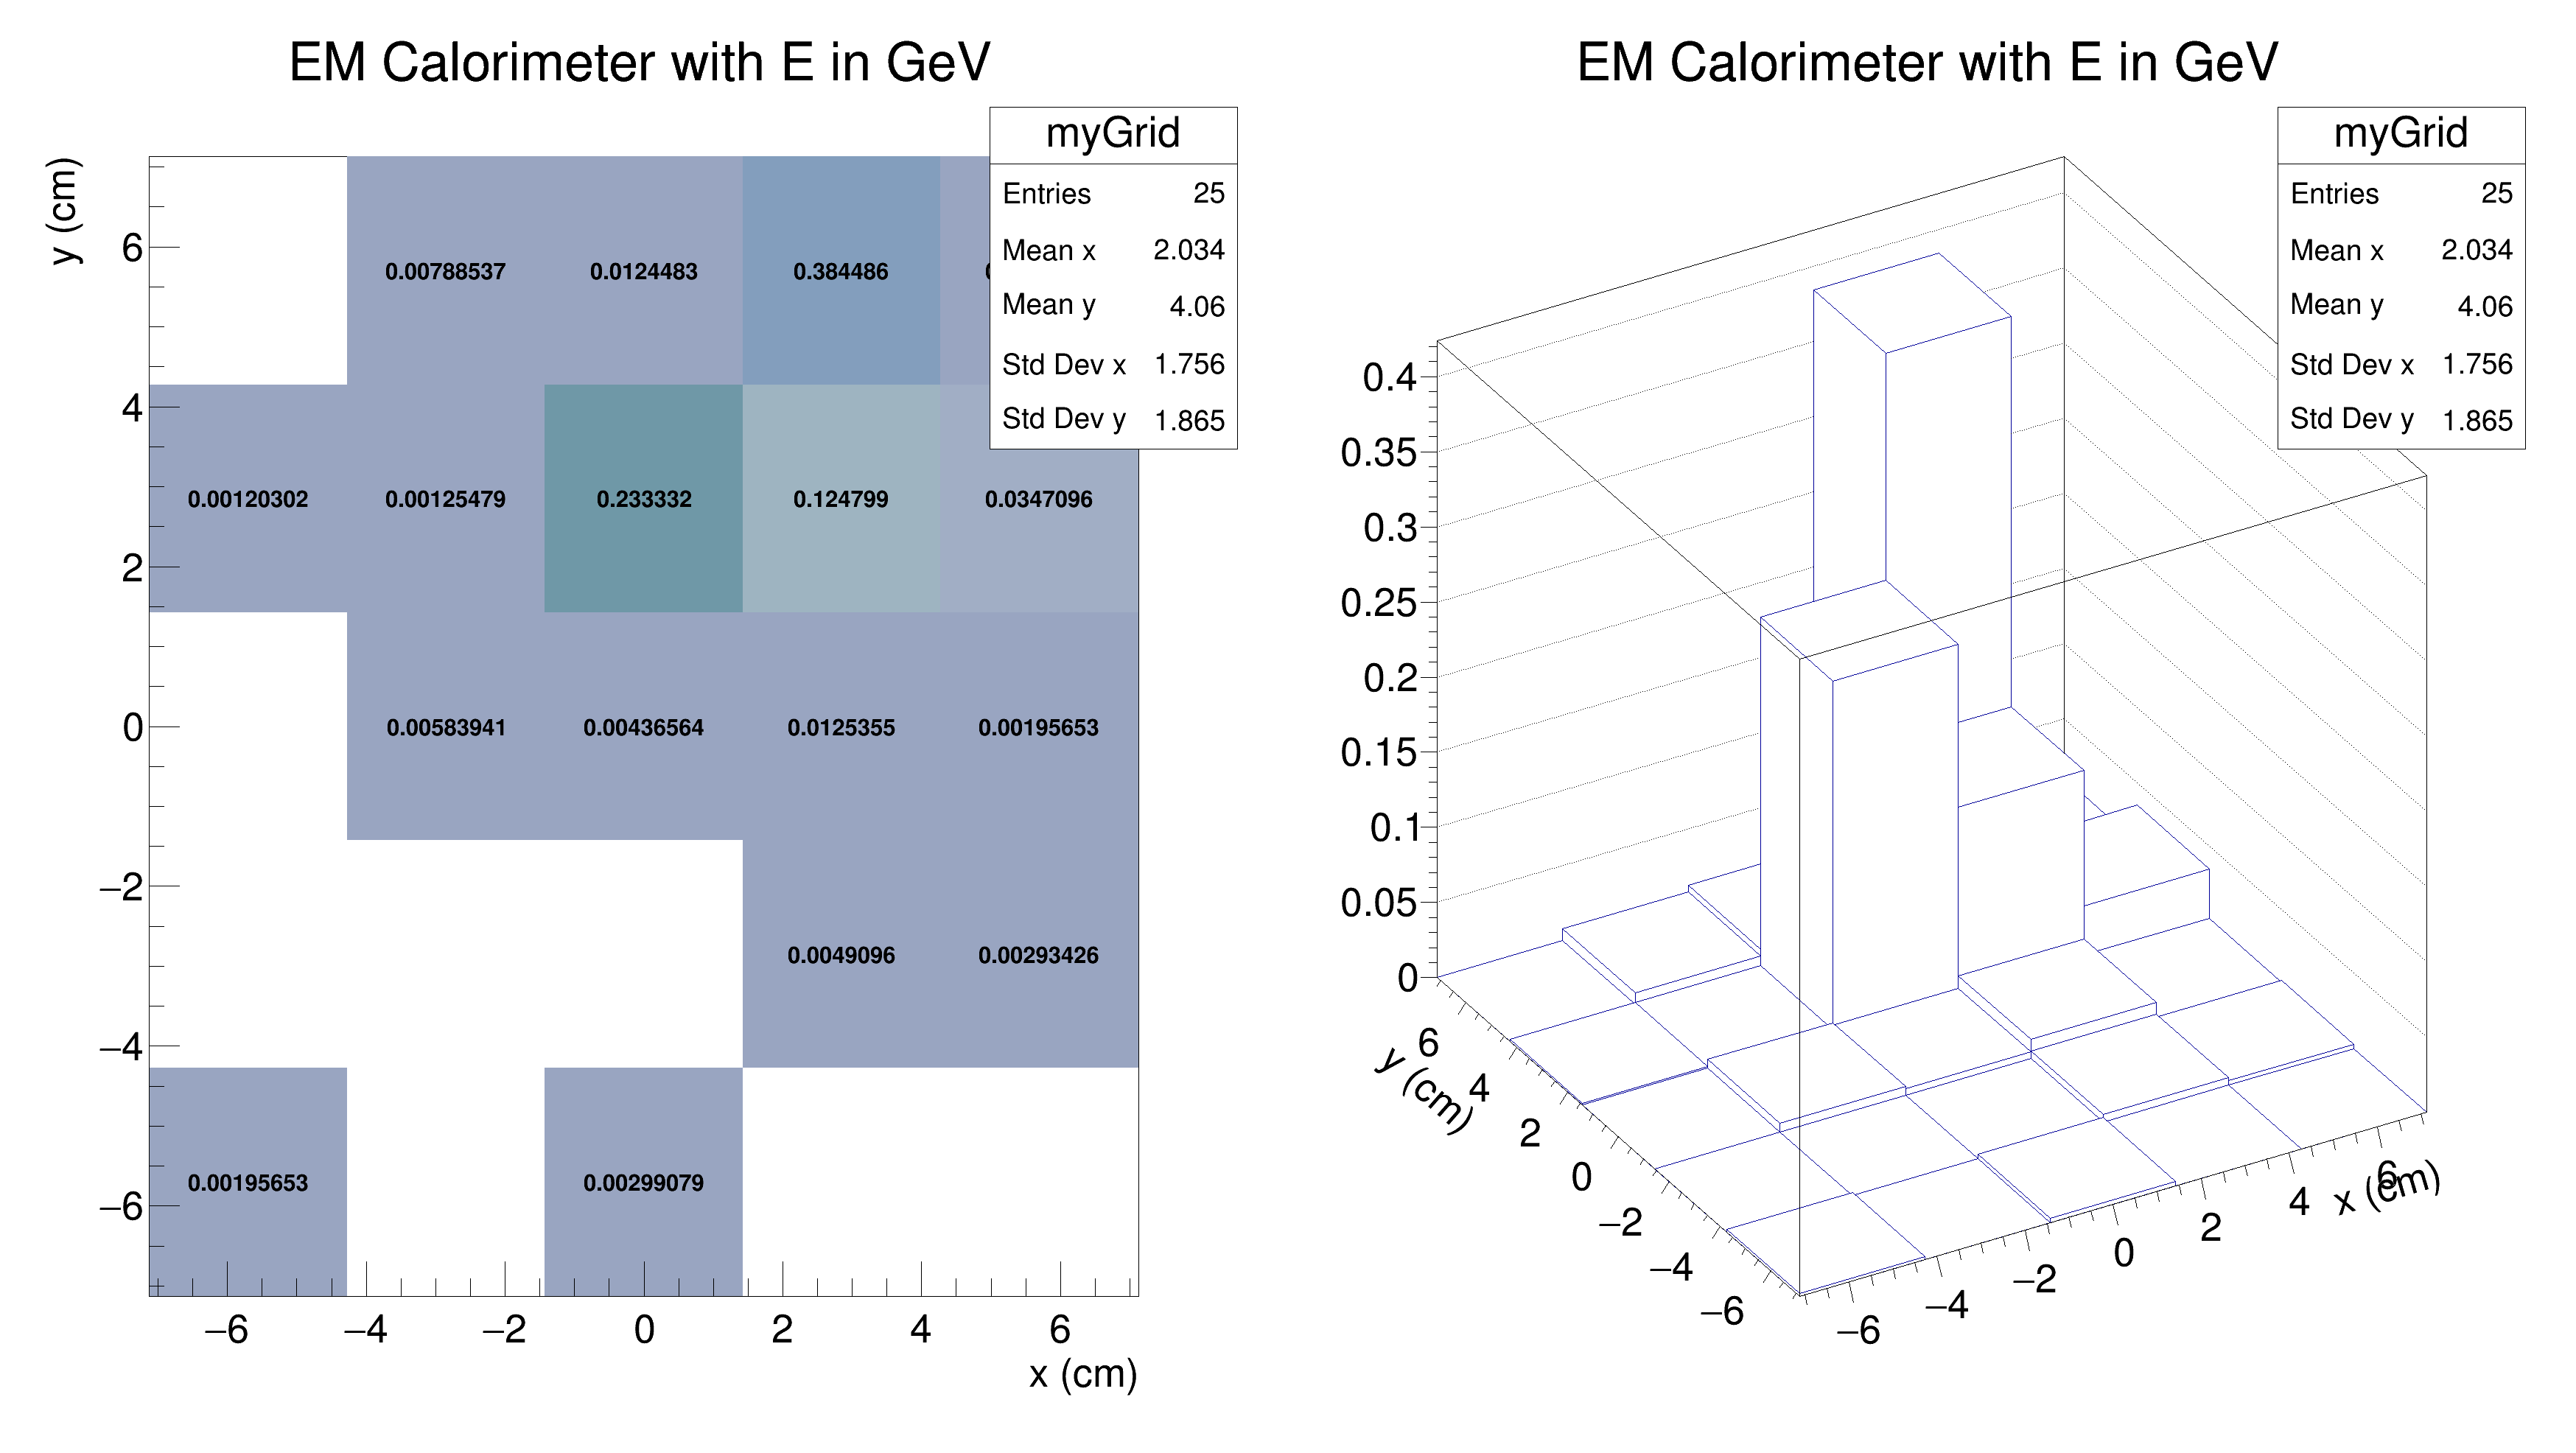 EM Calorimeter with E in GeV
myGrid
Entries 25
Mean x 2.034
Mean y 4.06
Std Dev x 1.756
Std Dev y 1.865
y (cm)
6
4
2
0
−2
−4
−6
0.00788537 0.0124483 0.384486
0.00120302 0.00125479 0.233332 0.124799 0.0347096
0.00583941 0.00436564 0.0125355 0.00195653
0.0049096 0.00293426
0.00195653 0.00299079
−6 −4 −2 0 2 4 6
x (cm)
EM Calorimeter with E in GeV
myGrid
Entries 25
Mean x 2.034
Mean y 4.06
Std Dev x 1.756
Std Dev y 1.865
0.4
0.35
0.3
0.25
0.2
0.15
0.1
0.05
0
y (cm)
6
4
2
0
−2
−4
−6
−6 −4 −2 0 2 4 6
x (cm)